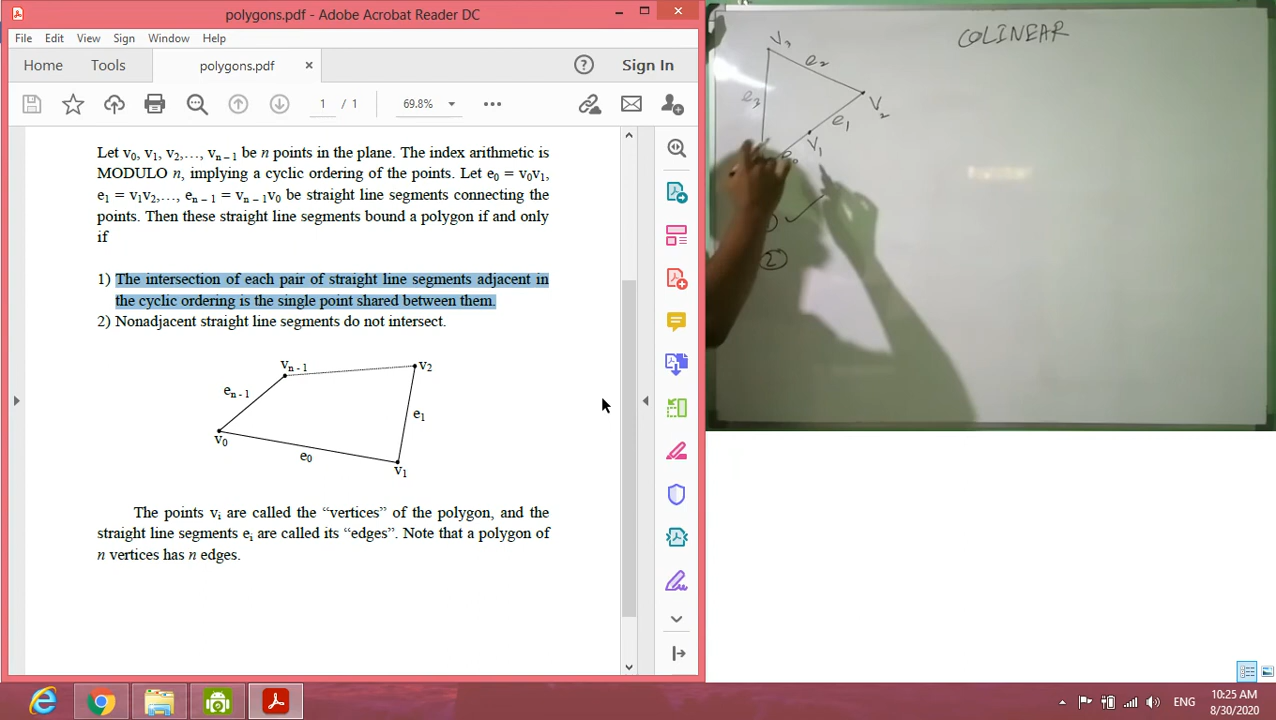 polygons.pdf - Adobe Acrobat Reader DC
File Edit View Sign Window Help
Home Tools polygons.pdf × Sign In
1 / 1 69.8%
Let v0, v1, v2,…, vn – 1 be n points in the plane. The index arithmetic is
MODULO n, implying a cyclic ordering of the points. Let e0 = v0v1,
e1 = v1v2,…, en – 1 = vn – 1v0 be straight line segments connecting the
points. Then these straight line segments bound a polygon if and only
if
1) The intersection of each pair of straight line segments adjacent in
the cyclic ordering is the single point shared between them.
2) Nonadjacent straight line segments do not intersect.
vn - 1
v2
en - 1
e1
v0
e0
v1
The points vi are called the “vertices” of the polygon, and the
straight line segments ei are called its “edges”. Note that a polygon of
n vertices has n edges.
COLINEAR
V3
e2
e3
V2
e1
V1
e0
2
ENG
10:25 AM
8/30/2020